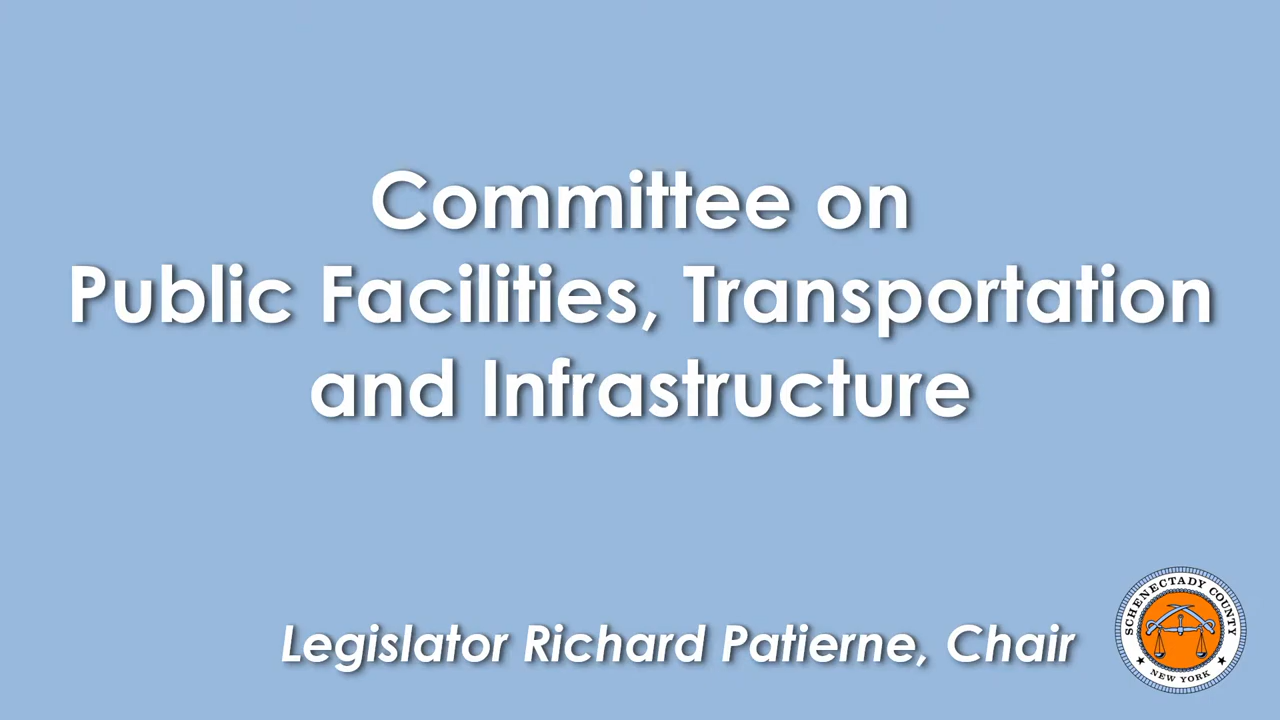 Committee on
Public Facilities, Transportation
and Infrastructure
Legislator Richard Patierne, Chair
SCHENECTADY COUNTY
NEW YORK